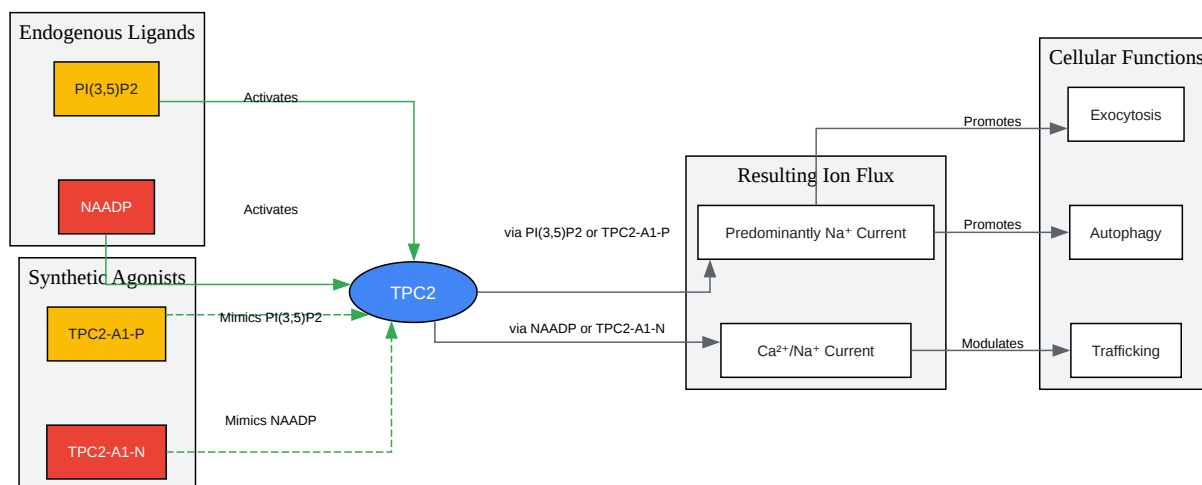 Endogenous Ligands
PI(3,5)P2
Activates
NAADP
Activates
Synthetic Agonists
TPC2-A1-P
Mimics PI(3,5)P2
TPC2-A1-N
Mimics NAADP
TPC2
via PI(3,5)P2 or TPC2-A1-P
via NAADP or TPC2-A1-N
Resulting Ion Flux
Predominantly Na⁺ Current
Ca²⁺/Na⁺ Current
Promotes
Promotes
Modulates
Cellular Functions
Exocytosis
Autophagy
Trafficking